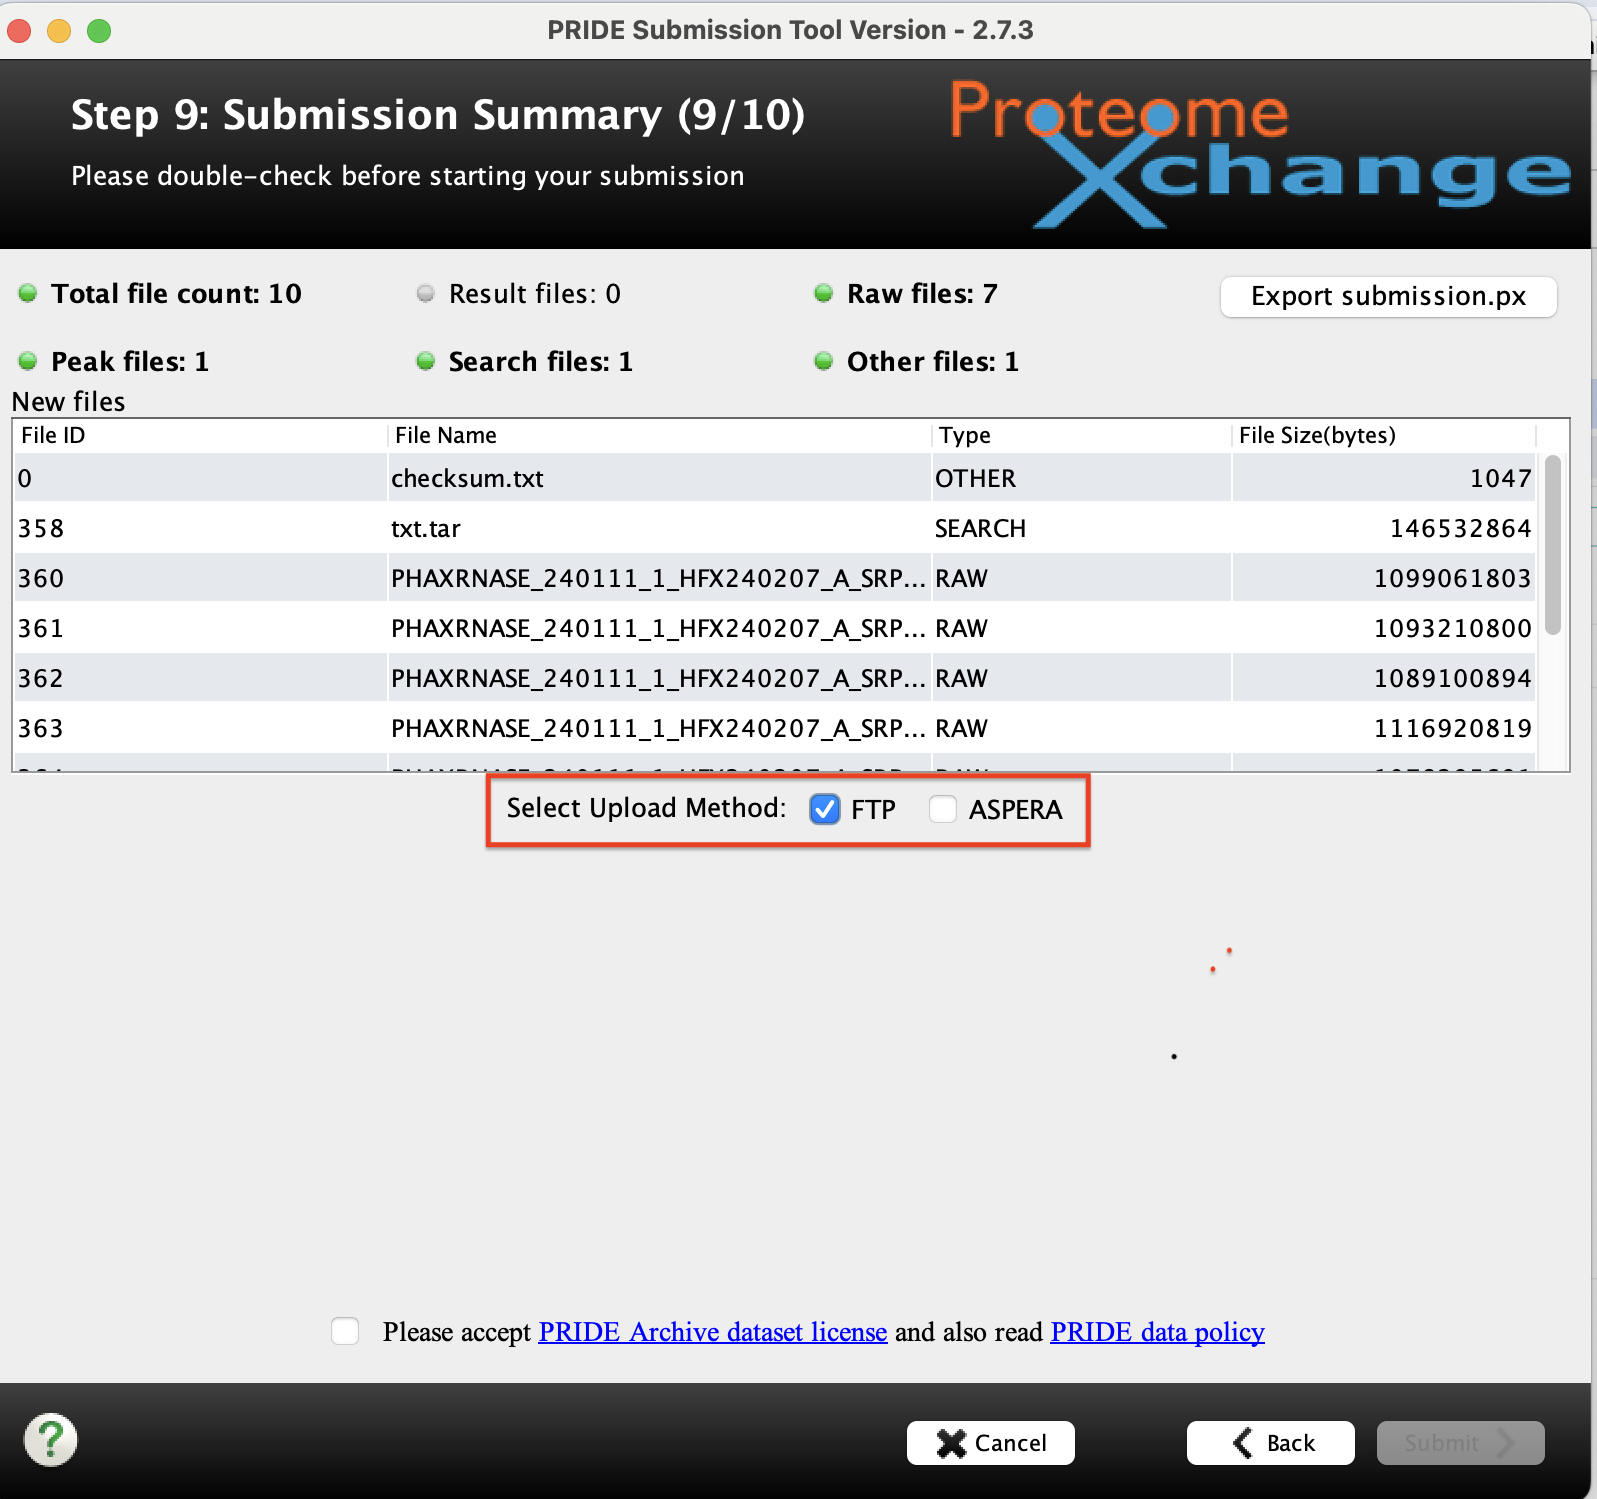 PRIDE Submission Tool Version - 2.7.3
Step 9: Submission Summary (9/10)
Please double-check before starting your submission
Proteome
Xchange
Total file count: 10 Result files: 0 Raw files: 7 Export submission.px
Peak files: 1 Search files: 1 Other files: 1
New files
File ID File Name Type File Size(bytes)
0 checksum.txt OTHER 1047
358 txt.tar SEARCH 146532864
360 PHAXRNASE_240111_1_HFX240207_A_SRP... RAW 1099061803
361 PHAXRNASE_240111_1_HFX240207_A_SRP... RAW 1093210800
362 PHAXRNASE_240111_1_HFX240207_A_SRP... RAW 1089100894
363 PHAXRNASE_240111_1_HFX240207_A_SRP... RAW 1116920819
Select Upload Method: FTP ASPERA
Please accept PRIDE Archive dataset license and also read PRIDE data policy
? Cancel Back Submit